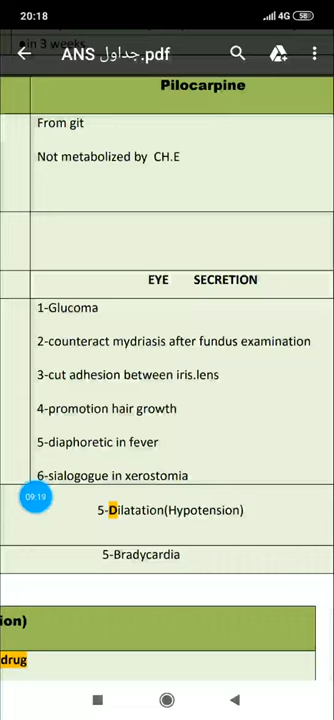 20:18
4G 58
in 3 weeks
ANS جداول.pdf
Pilocarpine
From git
Not metabolized by CH.E
EYE SECRETION
1-Glucoma
2-counteract mydriasis after fundus examination
3-cut adhesion between iris.lens
4-promotion hair growth
5-diaphoretic in fever
6-sialogogue in xerostomia
09:19
5-Dilatation(Hypotension)
5-Bradycardia
ion)
drug